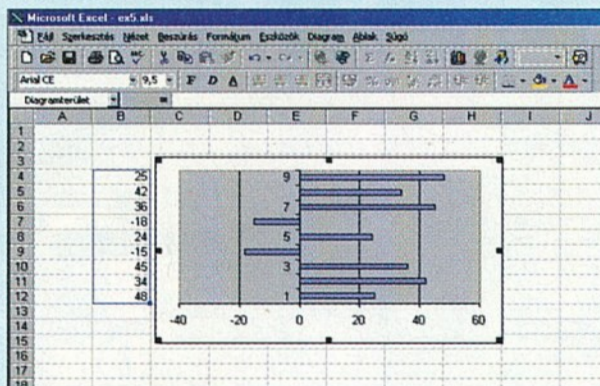 Microsoft Excel - ex5.xls
Fájl Szerkesztés Nézet Beszúrás Formátum Eszközök Diagram Ablak Súgó
Arial CE 9,5 F D A
Diagramterület =
A B C D E F G H I J
1
2
3
4 25 9
5 42
6 36 7
7 -18
8 24 5
9 -15
10 45 3
11 34
12 48 1
13
14 -40 -20 0 20 40 60
15
16
17
18